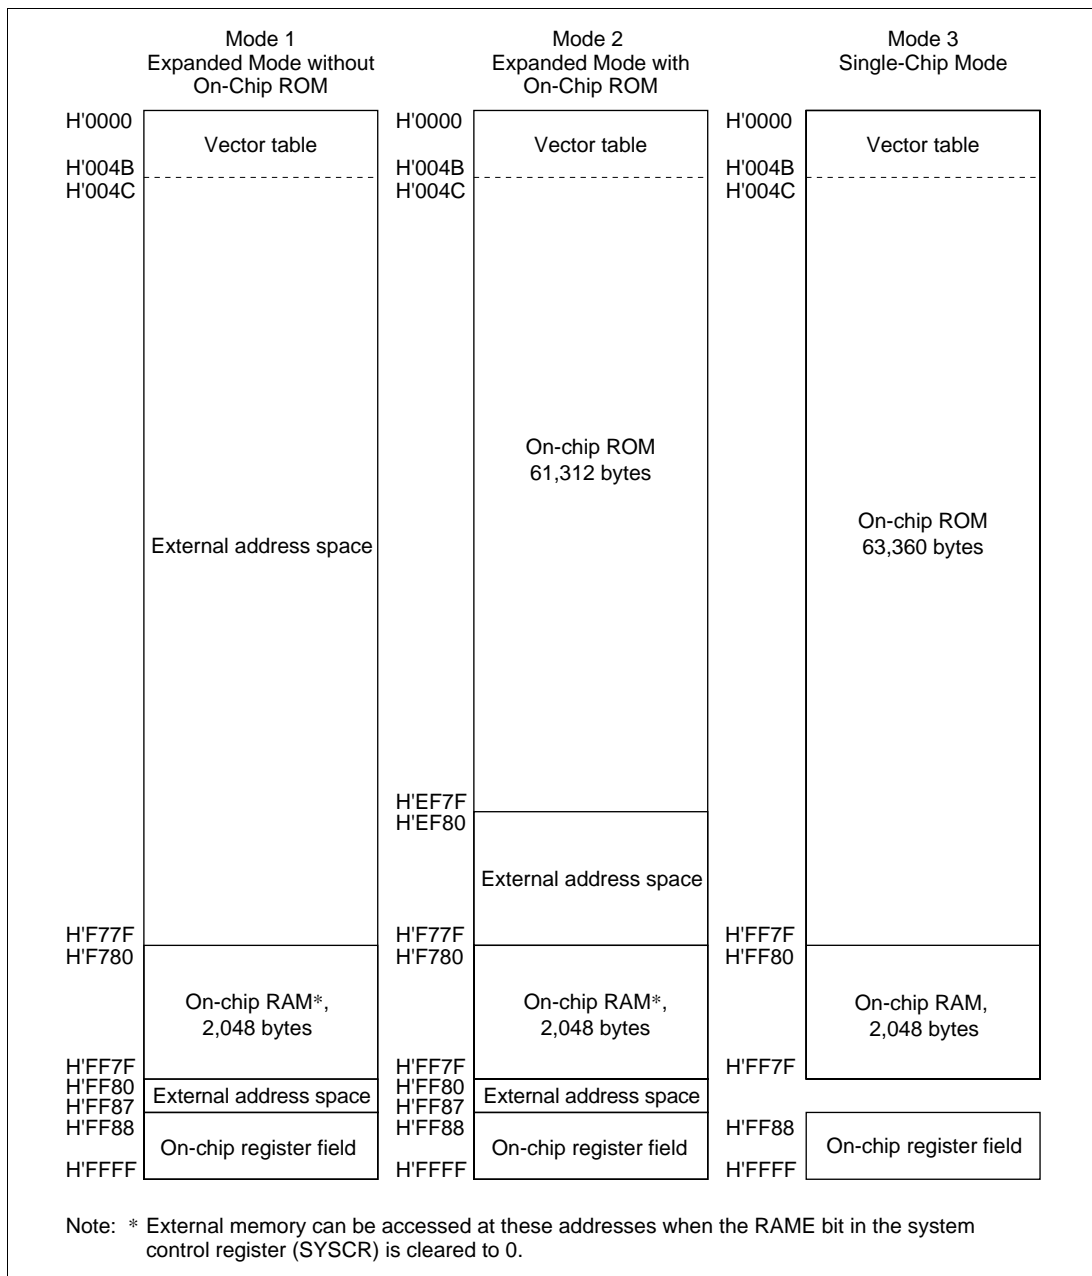 Mode 1
Expanded Mode without
On-Chip ROM
H'0000
Vector table
H'004B
H'004C
External address space
H'F77F
H'F780
On-chip RAM*,
2,048 bytes
H'FF7F
H'FF80
External address space
H'FF87
H'FF88
On-chip register field
H'FFFF
Mode 2
Expanded Mode with
On-Chip ROM
H'0000
Vector table
H'004B
H'004C
On-chip ROM
61,312 bytes
H'EF7F
H'EF80
External address space
H'F77F
H'F780
On-chip RAM*,
2,048 bytes
H'FF7F
H'FF80
External address space
H'FF87
H'FF88
On-chip register field
H'FFFF
Mode 3
Single-Chip Mode
H'0000
Vector table
H'004B
H'004C
On-chip ROM
63,360 bytes
H'FF7F
H'FF80
On-chip RAM,
2,048 bytes
H'FF7F
H'FF88
On-chip register field
H'FFFF
Note: * External memory can be accessed at these addresses when the RAME bit in the system
control register (SYSCR) is cleared to 0.